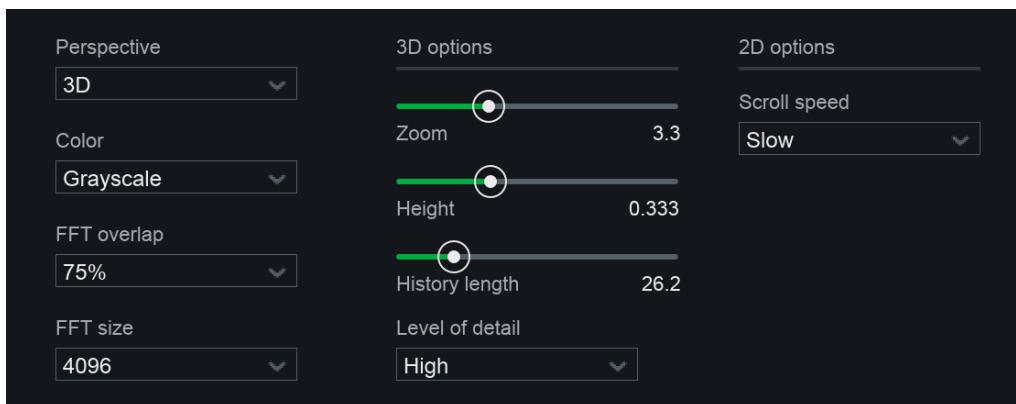 Perspective
3D
Color
Grayscale
FFT overlap
75%
FFT size
4096
3D options
Zoom 3.3
Height 0.333
History length 26.2
Level of detail
High
2D options
Scroll speed
Slow